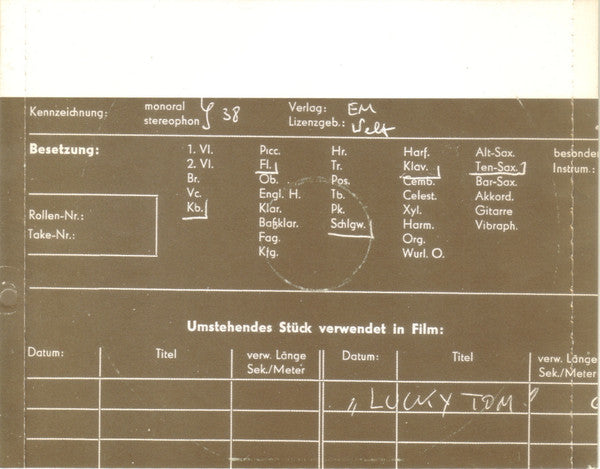 Kennzeichnung: monoral
stereophon 38
Verlag: EM
Lizenzgeb.: Selt
Besetzung:
1. Vl.
2. Vl.
Br.
Vc.
Kb.
Picc.
Fl.
Ob.
Engl. H.
Klar.
Baßklar.
Fag.
Kfg.
Hr.
Tr.
Pos.
Tb.
Pk.
Schlgw.
Harf.
Klav.
Cemb.
Celest.
Xyl.
Harm.
Org.
Wurl. O.
Alt-Sax.
Ten-Sax. 1
Bar-Sax.
Akkord.
Gitarre
Vibraph.
besonder
Instrum.:
Rollen-Nr.:
Take-Nr.:
Umstehendes Stück verwendet in Film:
Datum: Titel verw. Länge Sek./Meter Datum: Titel verw. Länge Sek./Meter
„LUCKY TOM"